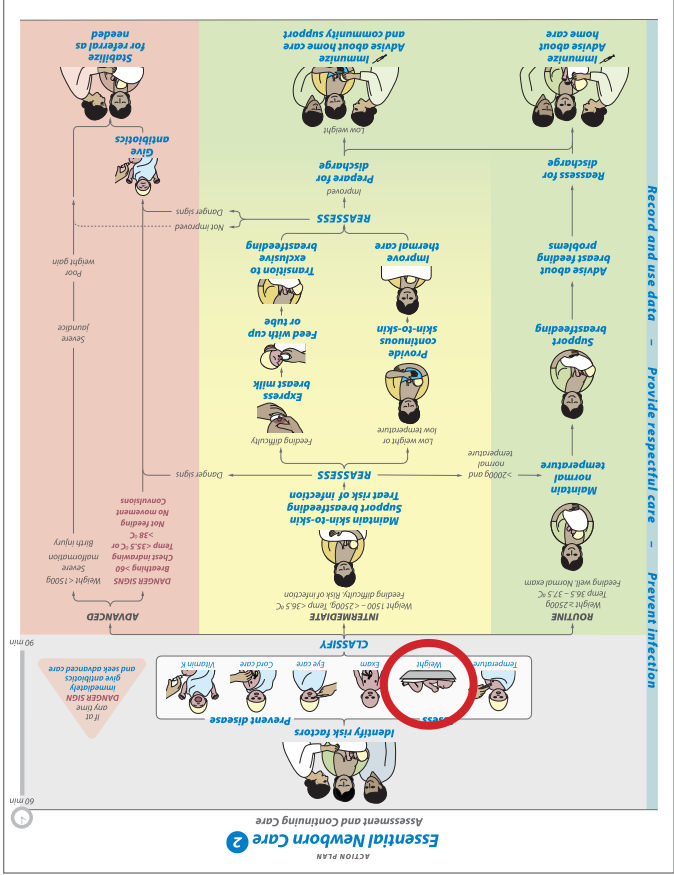 ACTION PLAN
Essential Newborn Care 2
Assessment and Continuing Care
60 min
90 min
Identify risk factors
Prevent disease
Temperature
Weight
Exam
Eye care
Cord care
Vitamin K
If at
any time
DANGER SIGN
immediately
give antibiotics
and seek advanced care
CLASSIFY
ROUTINE
Weight ≥2500g
Temp 36.5 – 37.5 ºC
Feeding well. Normal exam
INTERMEDIATE
Weight 1500 – <2500g, Temp <36.5ºC
Feeding difficulty, Risk of infection
ADVANCED
Weight <1500g
Severe
malformation
Birth injury
DANGER SIGNS
Breathing >60
Chest indrawing
Temp <35.5 ºC or
>38 ºC
Not feeding
No movement
Convulsions
Maintain
normal
temperature
Maintain skin-to-skin
Support breastfeeding
Treat risk of infection
REASSESS
>2000g and
normal
temperature
Danger signs
Low weight or
low temperature
Feeding difficulty
Support
breastfeeding
Provide
continuous
skin-to-skin
Express
breast milk
Feed with cup
or tube
Severe
jaundice
Advise about
breast feeding
problems
Improve
thermal care
Transition to
exclusive
breastfeeding
Poor
weight gain
REASSESS
Not improved
Danger signs
Improved
Reassess for
discharge
Prepare for
discharge
Low weight
Give
antibiotics
Immunize
Advise about
home care
Immunize
Advise about home care
and community support
Stabilize
for referral as
needed
Prevent infection – Provide respectful care – Record and use data